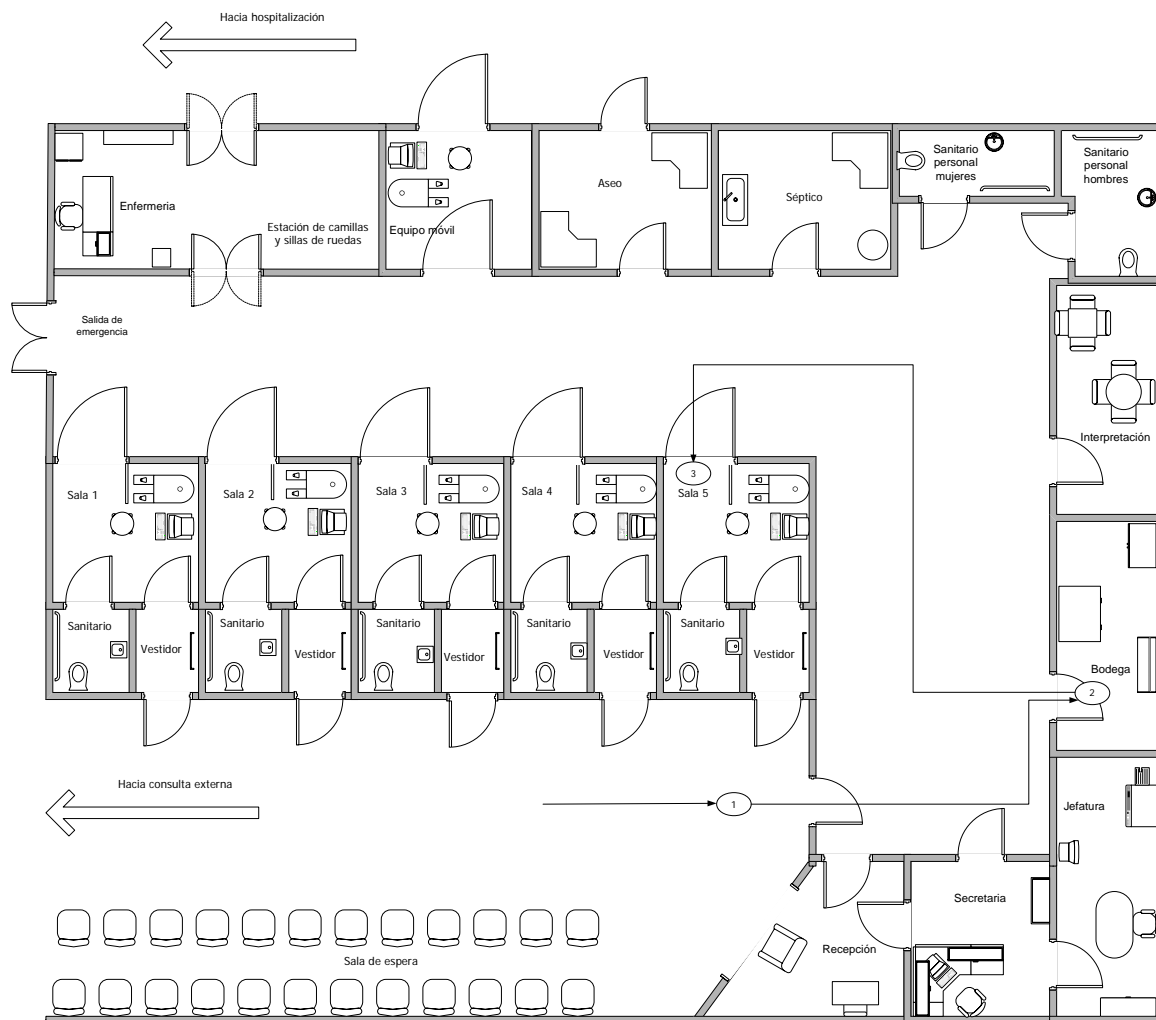 Hacia hospitalización
Sanitario
personal
mujeres
Sanitario
personal
hombres
Aseo
Séptico
Enfermeria
Estación de camillas
y sillas de ruedas
Equipo móvil
Salida de
emergencia
Interpretación
3
Sala 1
Sala 2
Sala 3
Sala 4
Sala 5
Sanitario
Vestidor
Sanitario
Vestidor
Sanitario
Vestidor
Sanitario
Vestidor
Sanitario
Vestidor
Bodega
2
Hacia consulta externa
1
Jefatura
Secretaria
Recepción
Sala de espera